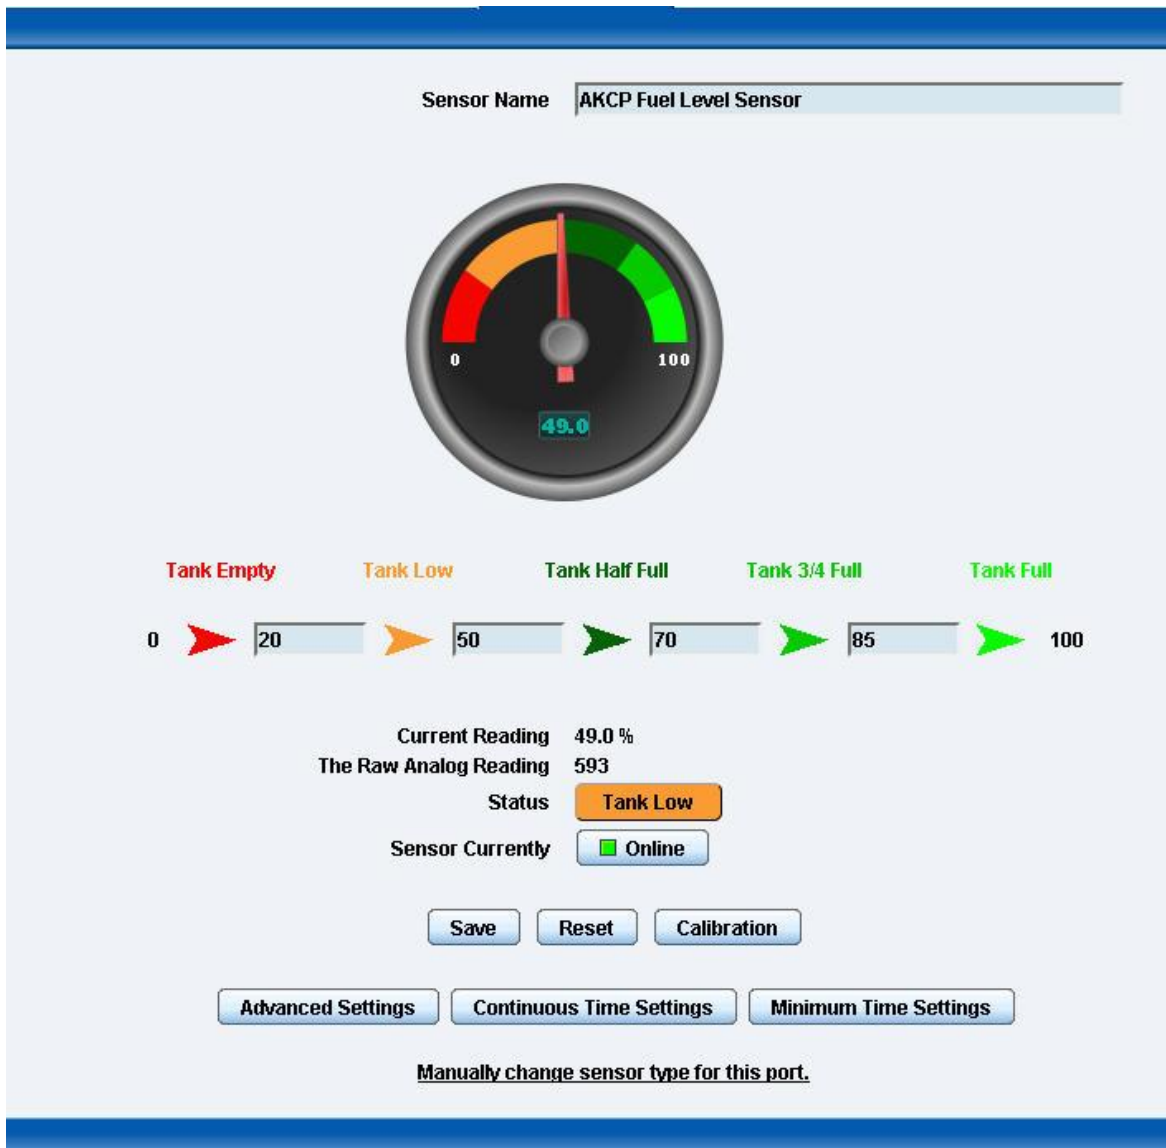 Sensor Name AKCP Fuel Level Sensor
0 100
49.0
Tank Empty Tank Low Tank Half Full Tank 3/4 Full Tank Full
0 20 50 70 85 100
Current Reading 49.0 %
The Raw Analog Reading 593
Status Tank Low
Sensor Currently Online
Save Reset Calibration
Advanced Settings Continuous Time Settings Minimum Time Settings
Manually change sensor type for this port.